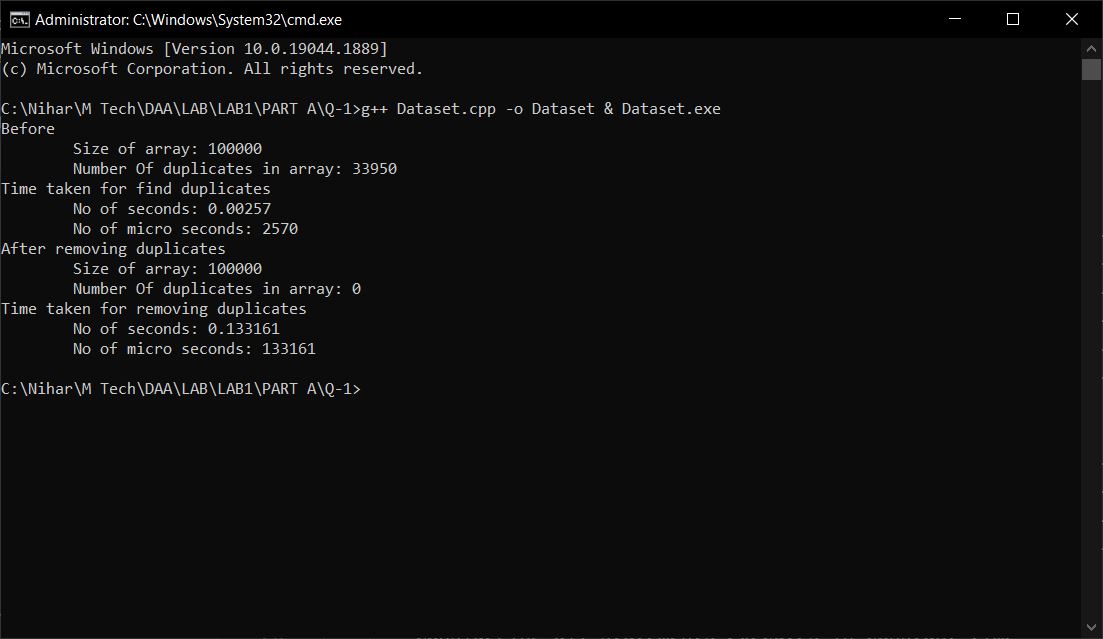 Administrator: C:\Windows\System32\cmd.exe
Microsoft Windows [Version 10.0.19044.1889]
(c) Microsoft Corporation. All rights reserved.
C:\Nihar\M Tech\DAA\LAB\LAB1\PART A\Q-1>g++ Dataset.cpp -o Dataset & Dataset.exe
Before
Size of array: 100000
Number Of duplicates in array: 33950
Time taken for find duplicates
No of seconds: 0.00257
No of micro seconds: 2570
After removing duplicates
Size of array: 100000
Number Of duplicates in array: 0
Time taken for removing duplicates
No of seconds: 0.133161
No of micro seconds: 133161
C:\Nihar\M Tech\DAA\LAB\LAB1\PART A\Q-1>